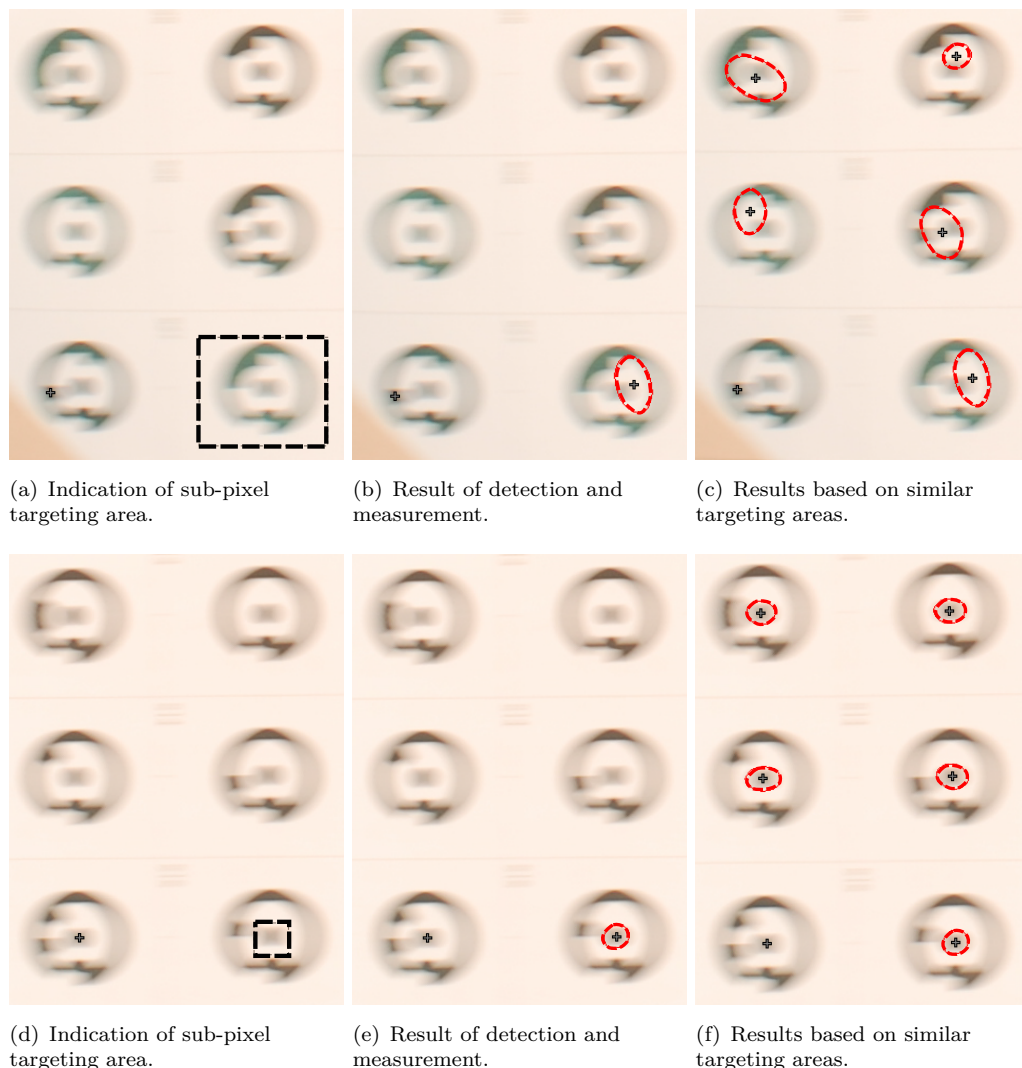 (a) Indication of sub-pixel
targeting area.
(b) Result of detection and
measurement.
(c) Results based on similar
targeting areas.
(d) Indication of sub-pixel
targeting area.
(e) Result of detection and
measurement.
(f) Results based on similar
targeting areas.